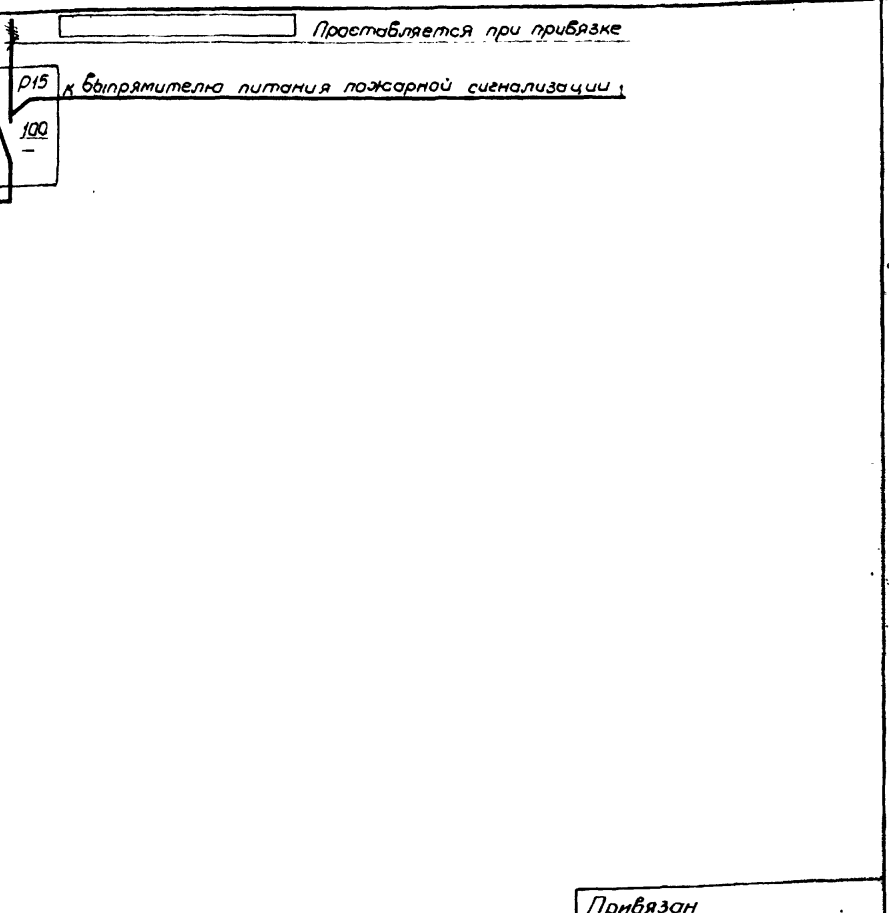 Проставляется при привязке
Р15 к выпрямителю питания пожарной сигнализации
100
Привязан